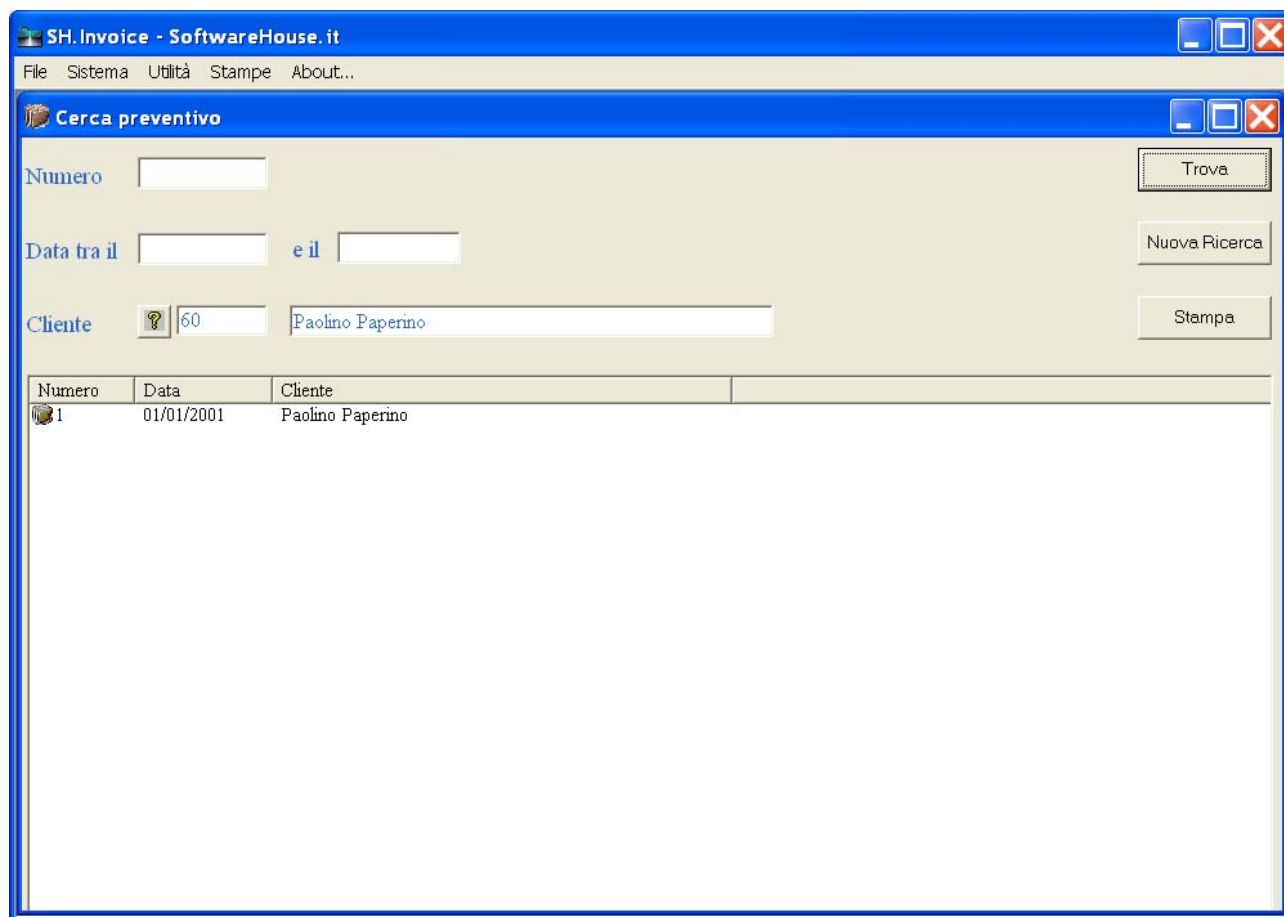 SH.Invoice - SoftwareHouse.it
File Sistema Utilità Stampe About...
Cerca preventivo
Numero
Trova
Data tra il e il
Nuova Ricerca
Cliente ? 60 Paolino Paperino
Stampa
Numero Data Cliente
1 01/01/2001 Paolino Paperino